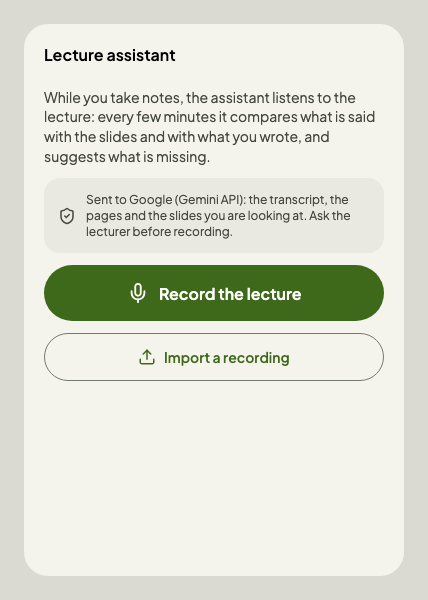 Lecture assistant
While you take notes, the assistant listens to the
lecture: every few minutes it compares what is said
with the slides and with what you wrote, and
suggests what is missing.
Sent to Google (Gemini API): the transcript, the
pages and the slides you are looking at. Ask the
lecturer before recording.
Record the lecture
Import a recording